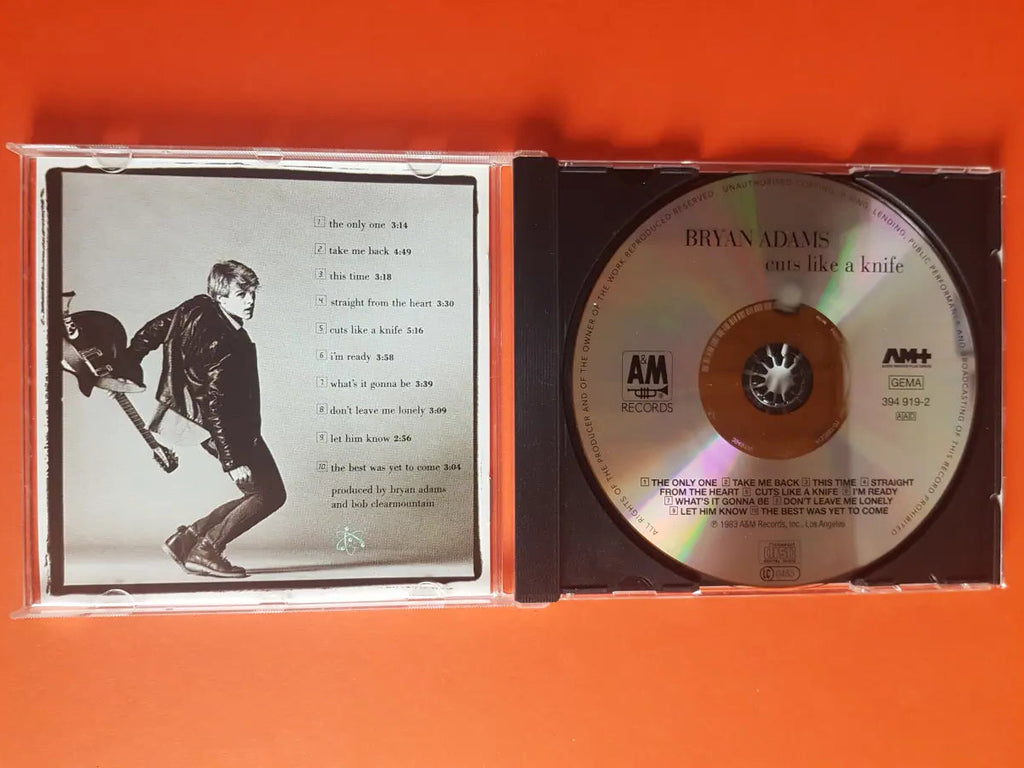 1 the only one 3:14
2 take me back 4:49
3 this time 3:18
4 straight from the heart 3:30
5 cuts like a knife 5:16
6 i'm ready 3:58
7 what's it gonna be 3:39
8 don't leave me lonely 3:09
9 let him know 2:56
10 the best was yet to come 3:04
produced by bryan adams
and bob clearmountain
BRYAN ADAMS
cuts like a knife
A&M
RECORDS
AM+
GEMA
394 919-2
AAD
1 THE ONLY ONE 2 TAKE ME BACK 3 THIS TIME 4 STRAIGHT
FROM THE HEART 5 CUTS LIKE A KNIFE 6 I'M READY
7 WHAT'S IT GONNA BE 8 DON'T LEAVE ME LONELY
9 LET HIM KNOW 10 THE BEST WAS YET TO COME
℗ 1983 A&M Records, Inc., Los Angeles
COMPACT
disc
DIGITAL AUDIO
LC 0485
ALL RIGHTS OF THE PRODUCER AND OF THE OWNER OF THE WORK REPRODUCED RESERVED. UNAUTHORISED COPYING, HIRING, LENDING, PUBLIC PERFORMANCE AND BROADCASTING OF THIS RECORD PROHIBITED